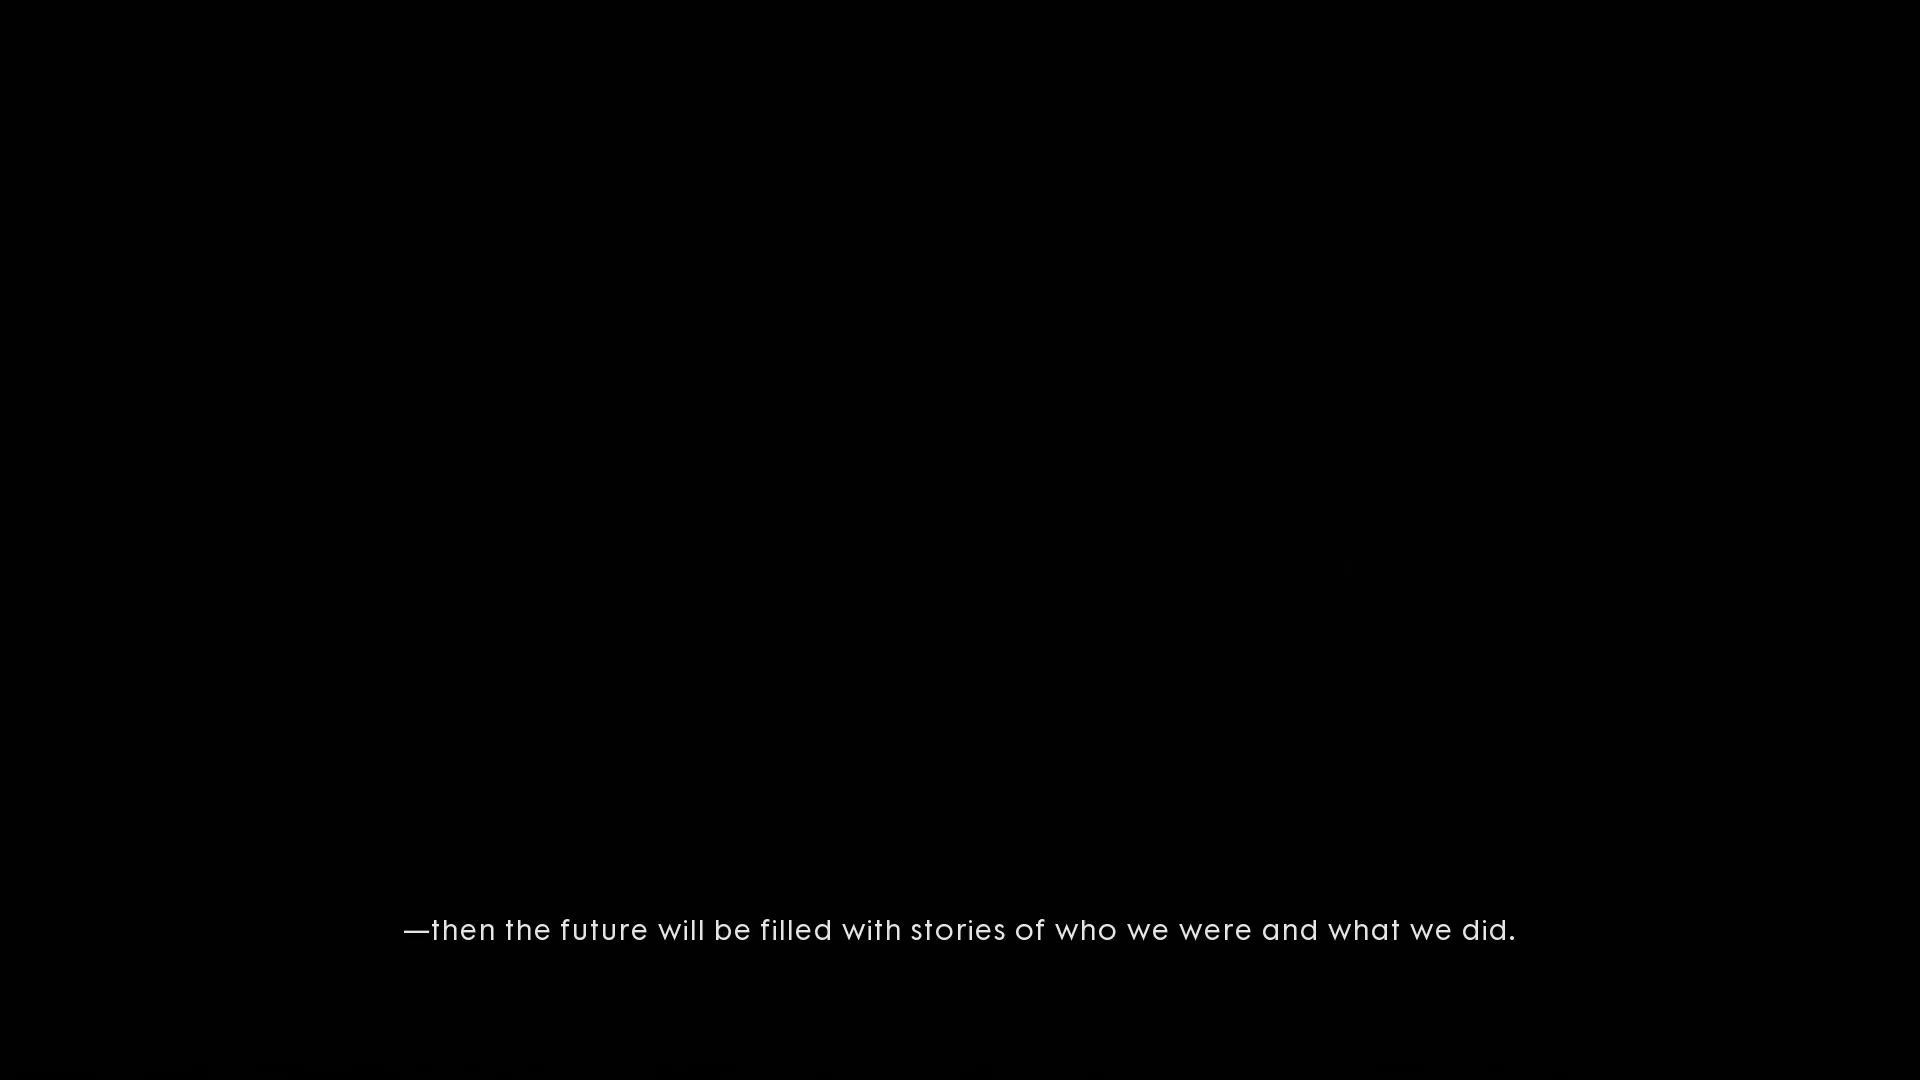 —then the future will be filled with stories of who we were and what we did.